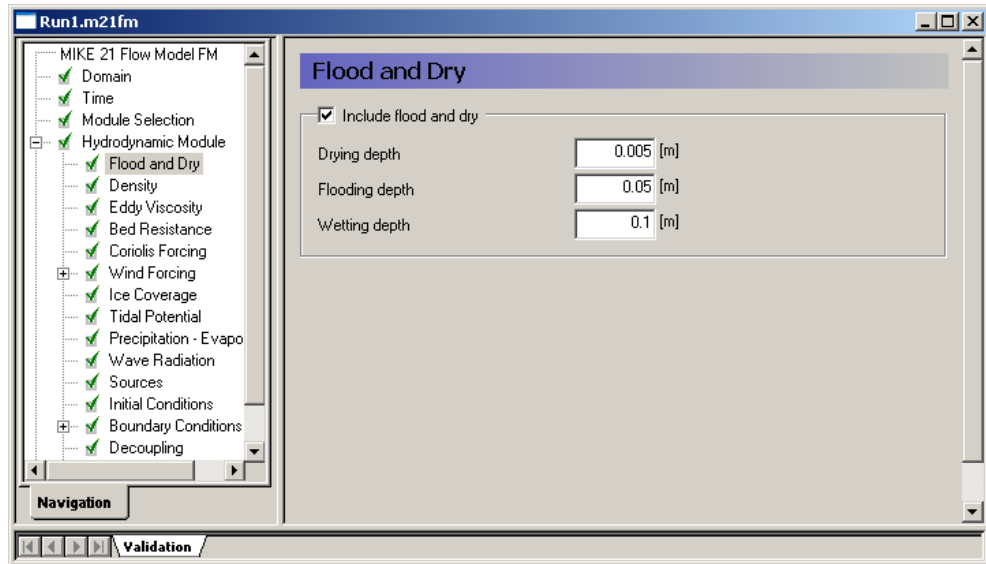 Run1.m21fm
MIKE 21 Flow Model FM
Domain
Time
Module Selection
Hydrodynamic Module
Flood and Dry
Density
Eddy Viscosity
Bed Resistance
Coriolis Forcing
Wind Forcing
Ice Coverage
Tidal Potential
Precipitation - Evapo
Wave Radiation
Sources
Initial Conditions
Boundary Conditions
Decoupling
Navigation
Flood and Dry
Include flood and dry
Drying depth 0.005 [m]
Flooding depth 0.05 [m]
Wetting depth 0.1 [m]
Validation